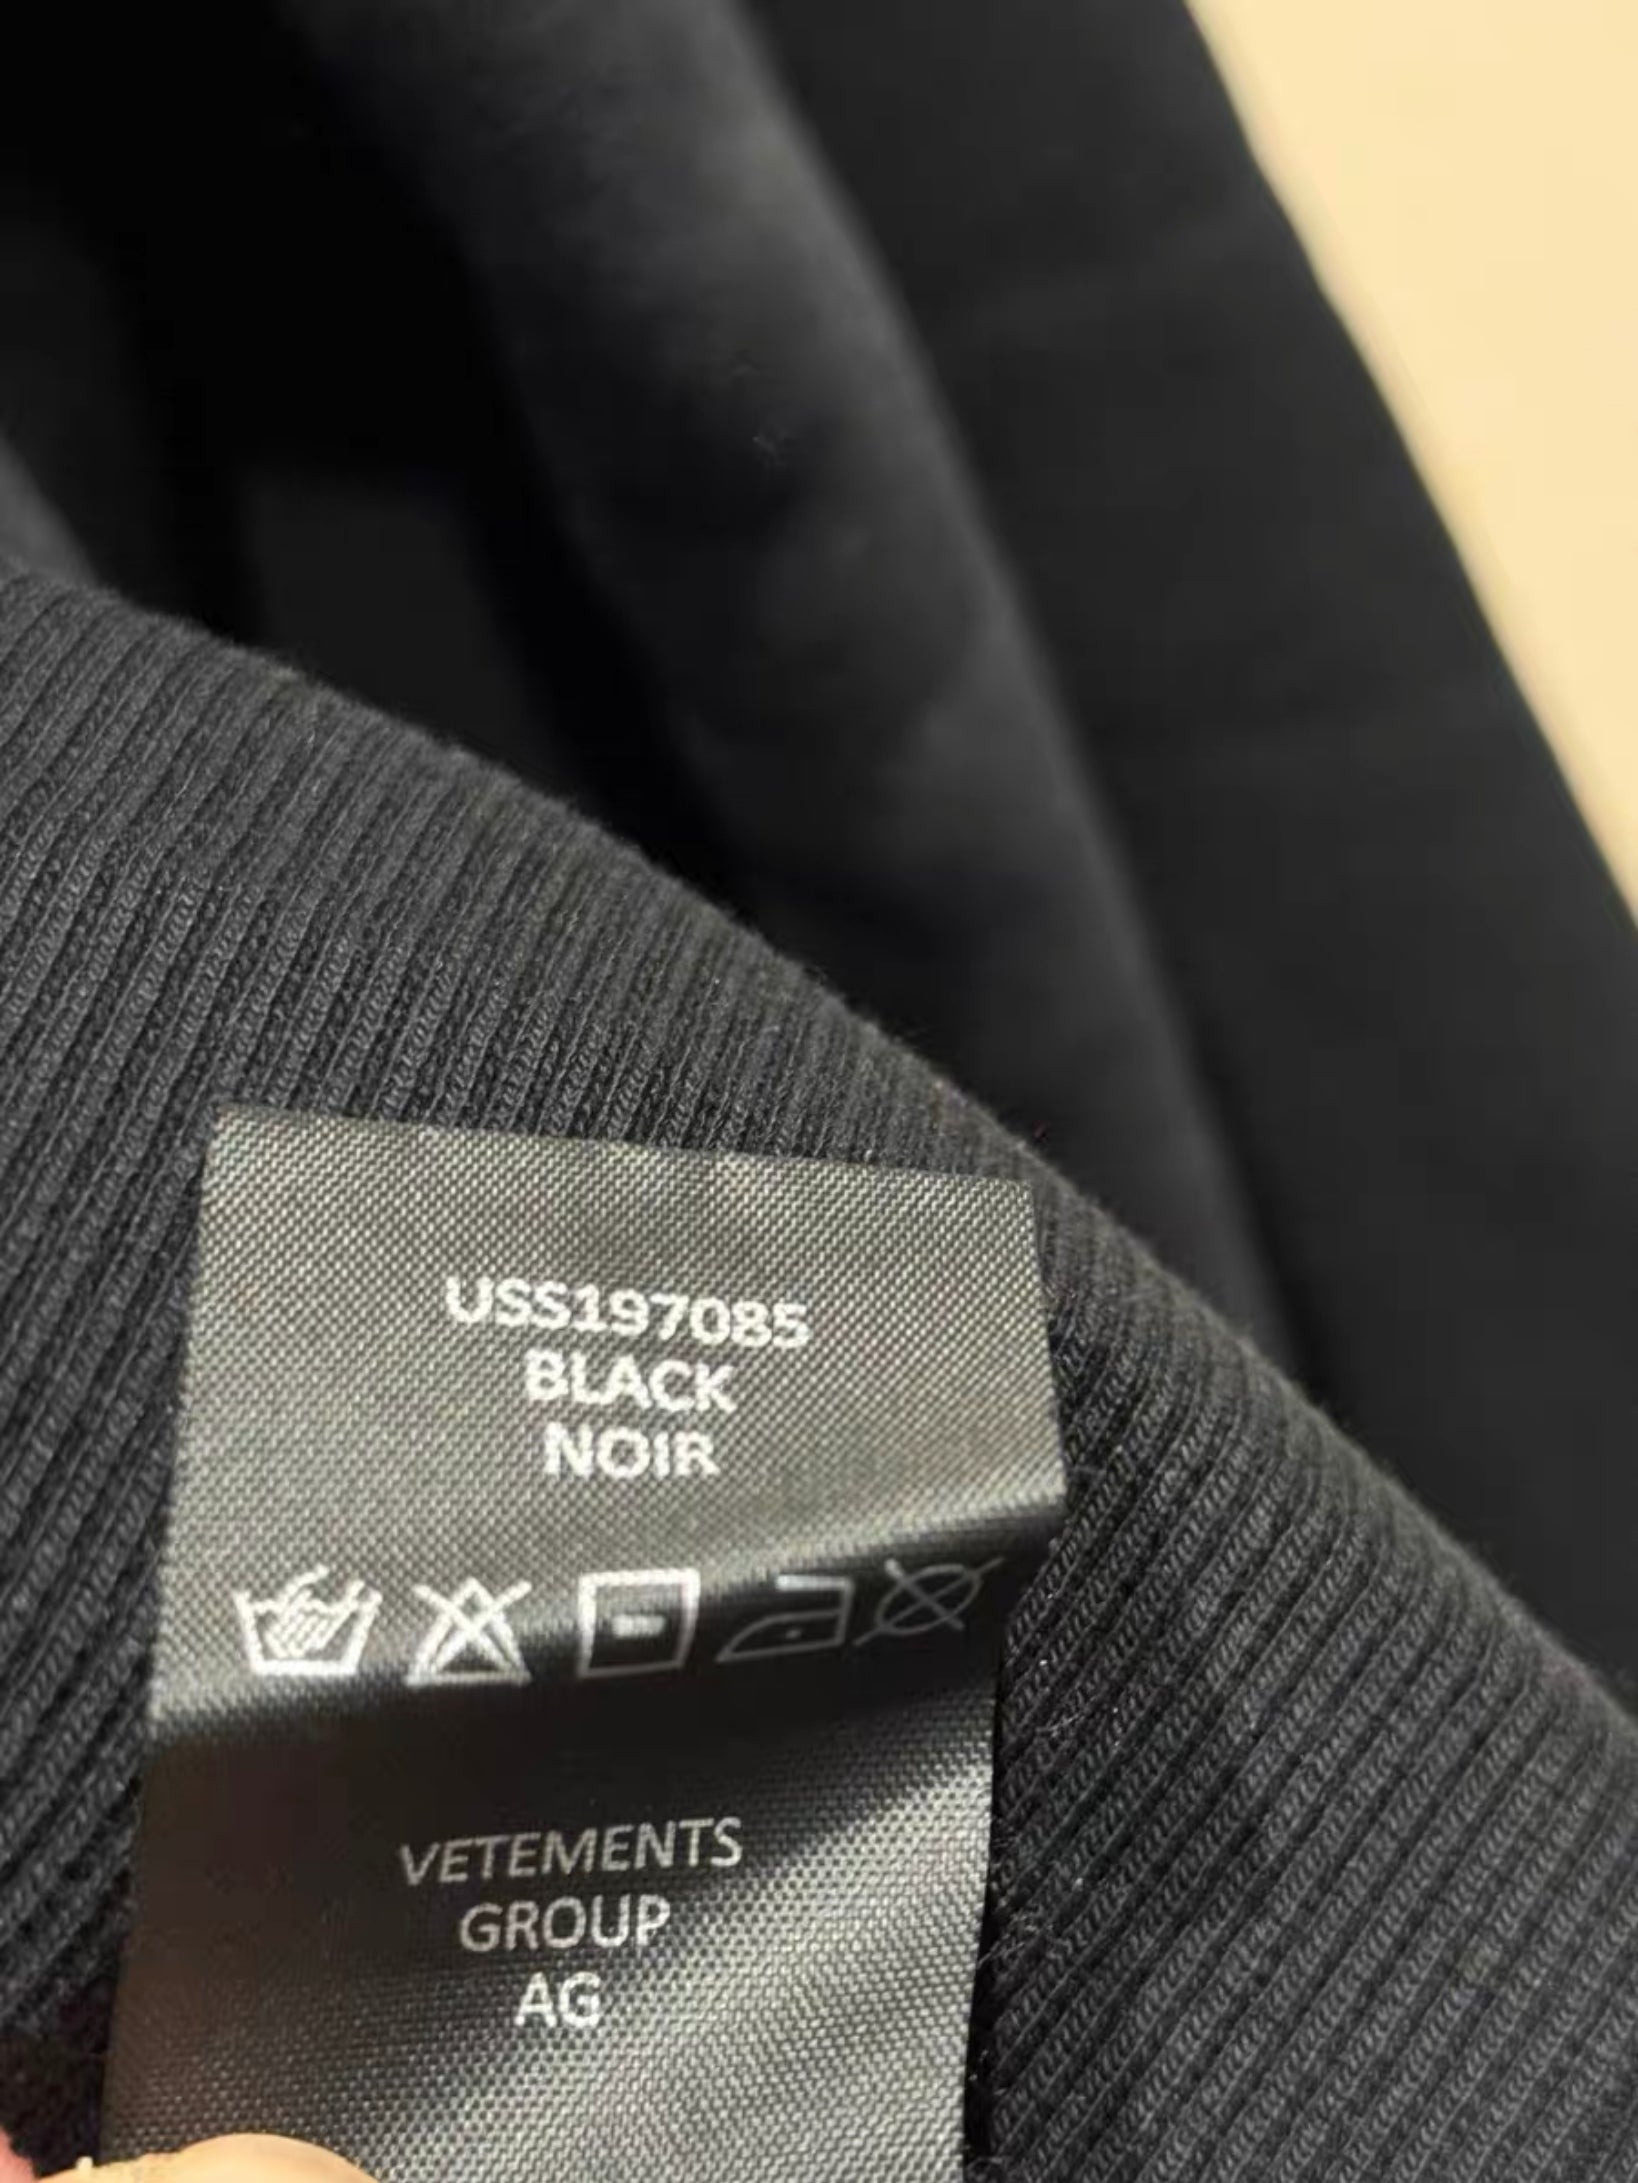 USS197085
BLACK
NOIR
VETEMENTS
GROUP
AG